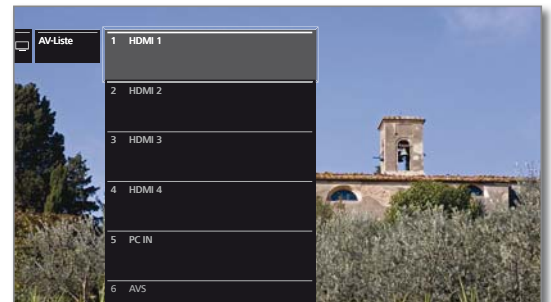 AV-Liste
1 HDMI 1
2 HDMI 2
3 HDMI 3
4 HDMI 4
5 PC IN
6 AVS